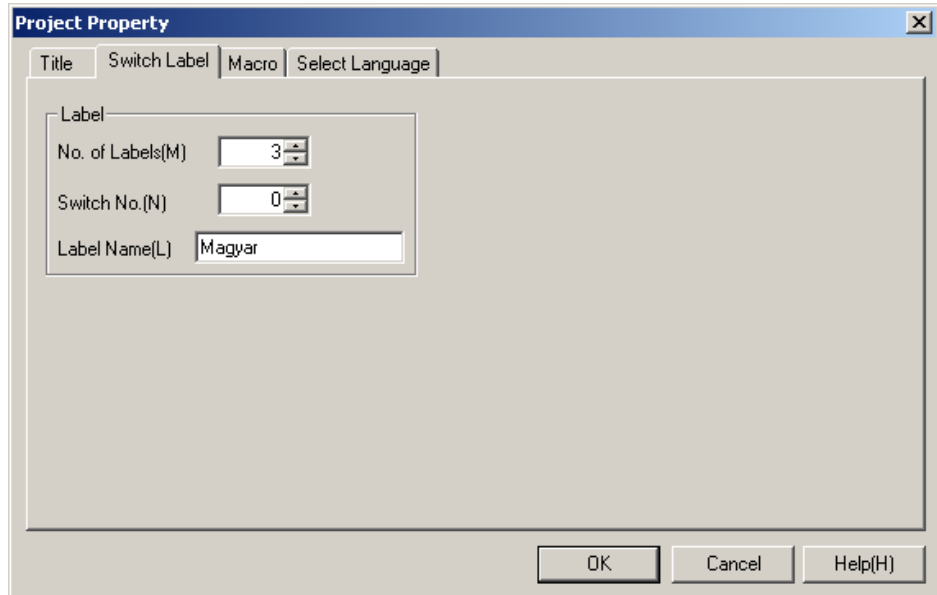 Project Property
Title Switch Label Macro Select Language
Label
No. of Labels(M) 3
Switch No.(N) 0
Label Name(L) Magyar
OK Cancel Help(H)